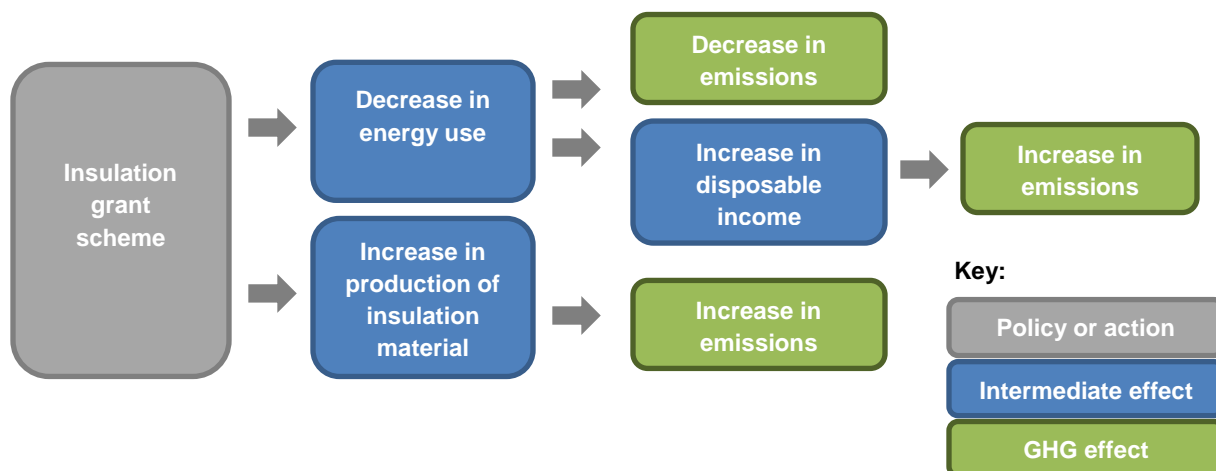 Insulation
grant
scheme
Decrease in
energy use
Increase in
production of
insulation
material
Decrease in
emissions
Increase in
disposable
income
Increase in
emissions
Increase in
emissions
Key:
Policy or action
Intermediate effect
GHG effect